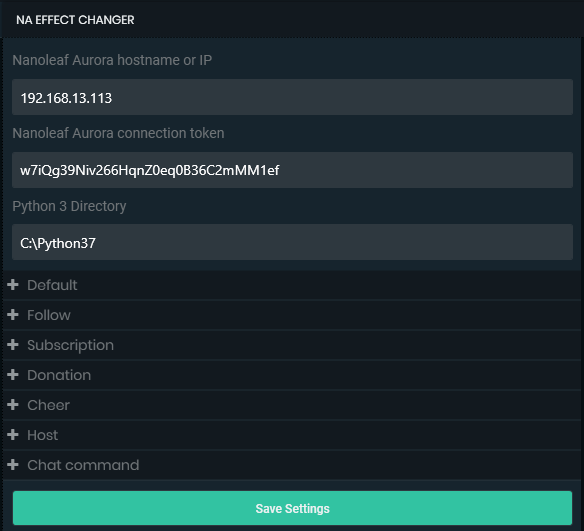 NA EFFECT CHANGER
Nanoleaf Aurora hostname or IP
192.168.13.113
Nanoleaf Aurora connection token
w7iQg39Niv266HqnZ0eq0B36C2mMM1ef
Python 3 Directory
C:\Python37
+ Default
+ Follow
+ Subscription
+ Donation
+ Cheer
+ Host
+ Chat command
Save Settings